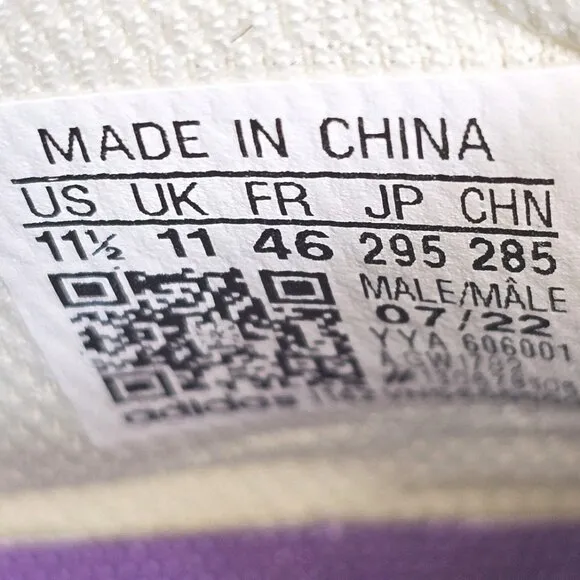 MADE IN CHINA
US UK FR JP CHN
11½ 11 46 295 285
MALE/MÂLE
07/22
YYA 606001
adidas